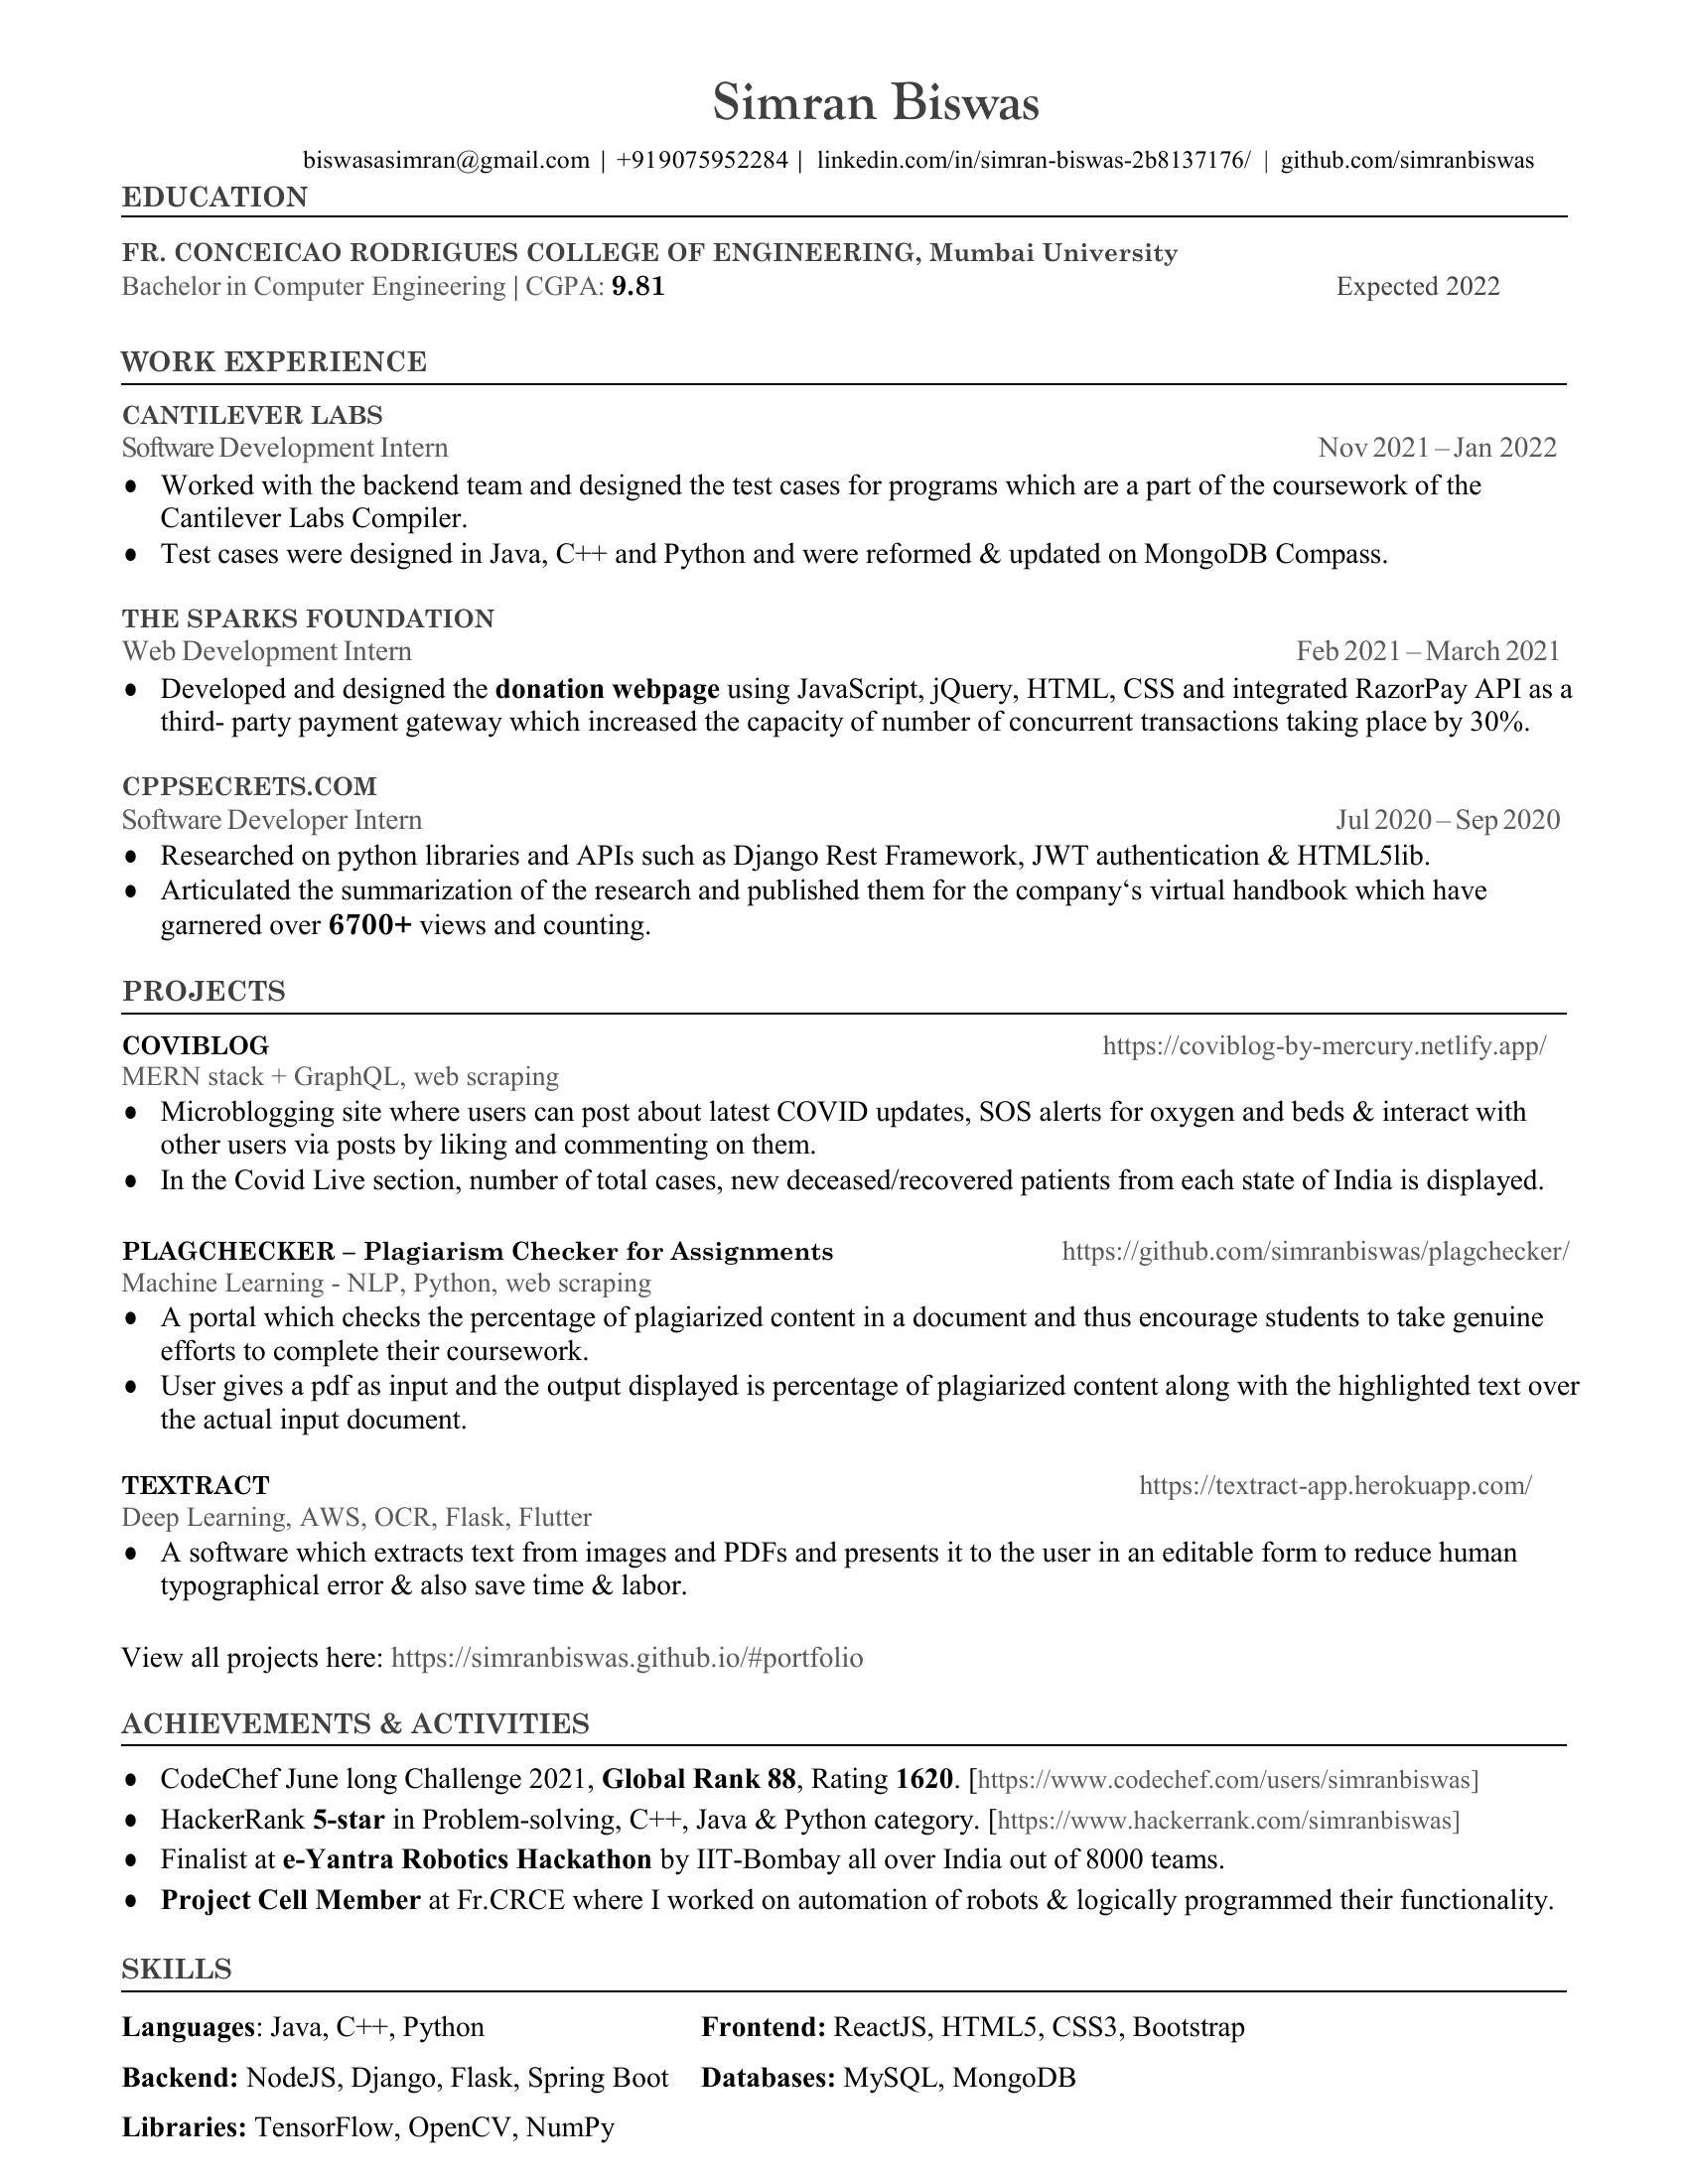 Simran Biswas
biswasasimran@gmail.com | +919075952284 | linkedin.com/in/simran-biswas-2b8137176/ | github.com/simranbiswas
EDUCATION
FR. CONCEICAO RODRIGUES COLLEGE OF ENGINEERING, Mumbai University
Bachelor in Computer Engineering | CGPA: 9.81 Expected 2022
WORK EXPERIENCE
CANTILEVER LABS
Software Development Intern Nov 2021 – Jan 2022
● Worked with the backend team and designed the test cases for programs which are a part of the coursework of the
Cantilever Labs Compiler.
● Test cases were designed in Java, C++ and Python and were reformed & updated on MongoDB Compass.
THE SPARKS FOUNDATION
Web Development Intern Feb 2021 – March 2021
● Developed and designed the donation webpage using JavaScript, jQuery, HTML, CSS and integrated RazorPay API as a
third- party payment gateway which increased the capacity of number of concurrent transactions taking place by 30%.
CPPSECRETS.COM
Software Developer Intern Jul 2020 – Sep 2020
● Researched on python libraries and APIs such as Django Rest Framework, JWT authentication & HTML5lib.
● Articulated the summarization of the research and published them for the company‘s virtual handbook which have
garnered over 6700+ views and counting.
PROJECTS
COVIBLOG https://coviblog-by-mercury.netlify.app/
MERN stack + GraphQL, web scraping
● Microblogging site where users can post about latest COVID updates, SOS alerts for oxygen and beds & interact with
other users via posts by liking and commenting on them.
● In the Covid Live section, number of total cases, new deceased/recovered patients from each state of India is displayed.
PLAGCHECKER – Plagiarism Checker for Assignments https://github.com/simranbiswas/plagchecker/
Machine Learning - NLP, Python, web scraping
● A portal which checks the percentage of plagiarized content in a document and thus encourage students to take genuine
efforts to complete their coursework.
● User gives a pdf as input and the output displayed is percentage of plagiarized content along with the highlighted text over
the actual input document.
TEXTRACT https://textract-app.herokuapp.com/
Deep Learning, AWS, OCR, Flask, Flutter
● A software which extracts text from images and PDFs and presents it to the user in an editable form to reduce human
typographical error & also save time & labor.
View all projects here: https://simranbiswas.github.io/#portfolio
ACHIEVEMENTS & ACTIVITIES
● CodeChef June long Challenge 2021, Global Rank 88, Rating 1620. [https://www.codechef.com/users/simranbiswas]
● HackerRank 5-star in Problem-solving, C++, Java & Python category. [https://www.hackerrank.com/simranbiswas]
● Finalist at e-Yantra Robotics Hackathon by IIT-Bombay all over India out of 8000 teams.
● Project Cell Member at Fr.CRCE where I worked on automation of robots & logically programmed their functionality.
SKILLS
Languages: Java, C++, Python Frontend: ReactJS, HTML5, CSS3, Bootstrap
Backend: NodeJS, Django, Flask, Spring Boot Databases: MySQL, MongoDB
Libraries: TensorFlow, OpenCV, NumPy